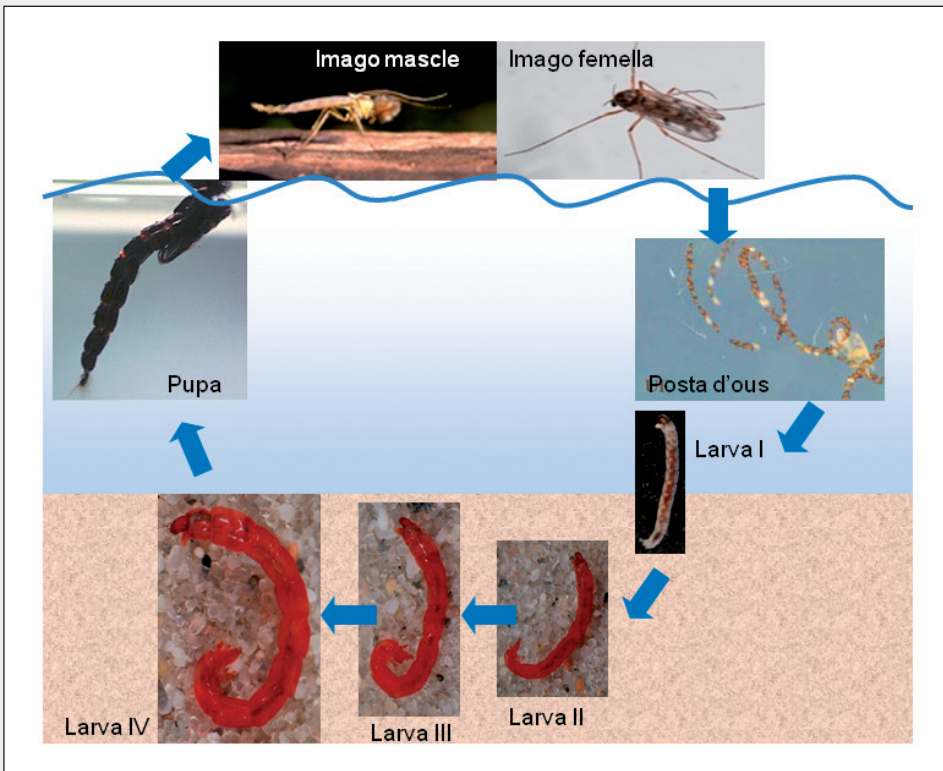 Imago mascle
Imago femella
Posta d'ous
Larva I
Larva II
Larva III
Larva IV
Pupa